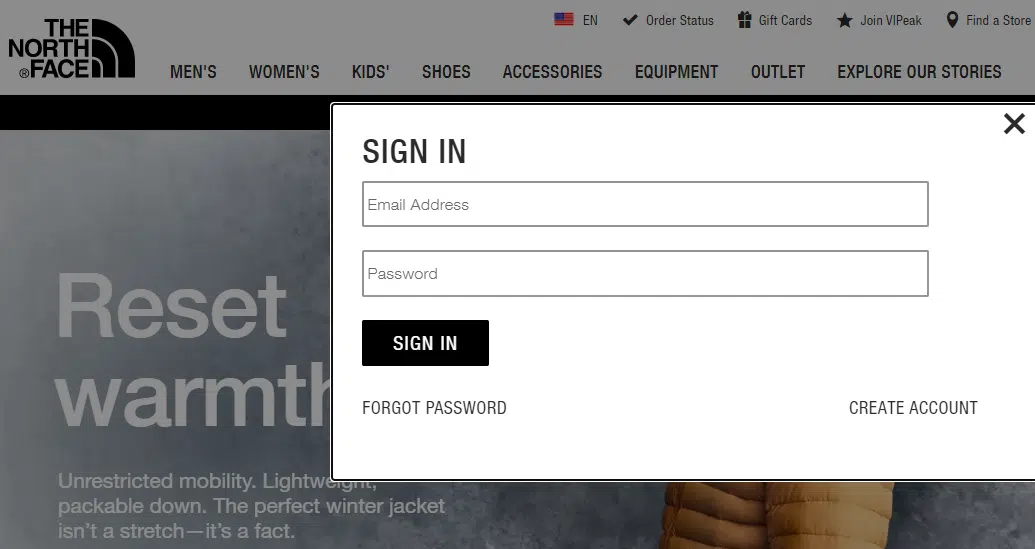 THE
NORTH
®FACE
EN Order Status Gift Cards Join VIPeak Find a Store
MEN'S WOMEN'S KIDS' SHOES ACCESSORIES EQUIPMENT OUTLET EXPLORE OUR STORIES
SIGN IN
Email Address
Password
SIGN IN
FORGOT PASSWORD CREATE ACCOUNT
Reset
warmth
Unrestricted mobility. Lightweight,
packable down. The perfect winter jacket
isn't a stretch—it's a fact.